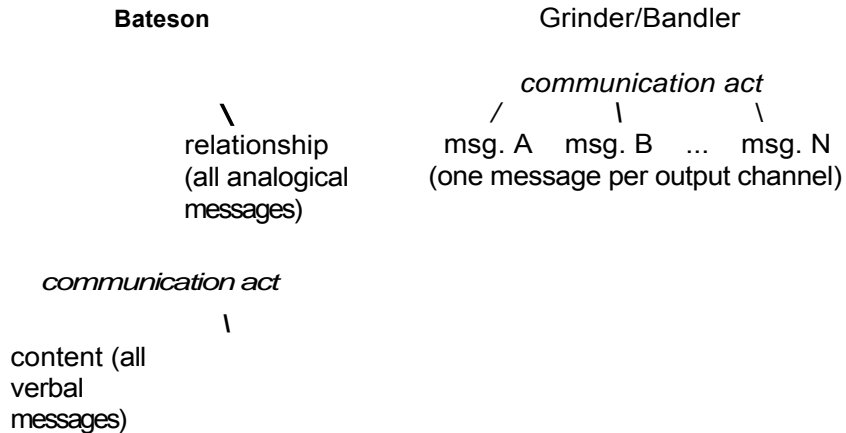 Bateson Grinder/Bandler
communication act
\ / \ \
relationship msg. A msg. B ... msg. N
(all analogical (one message per output channel)
messages)
communication act
\
content (all
verbal
messages)